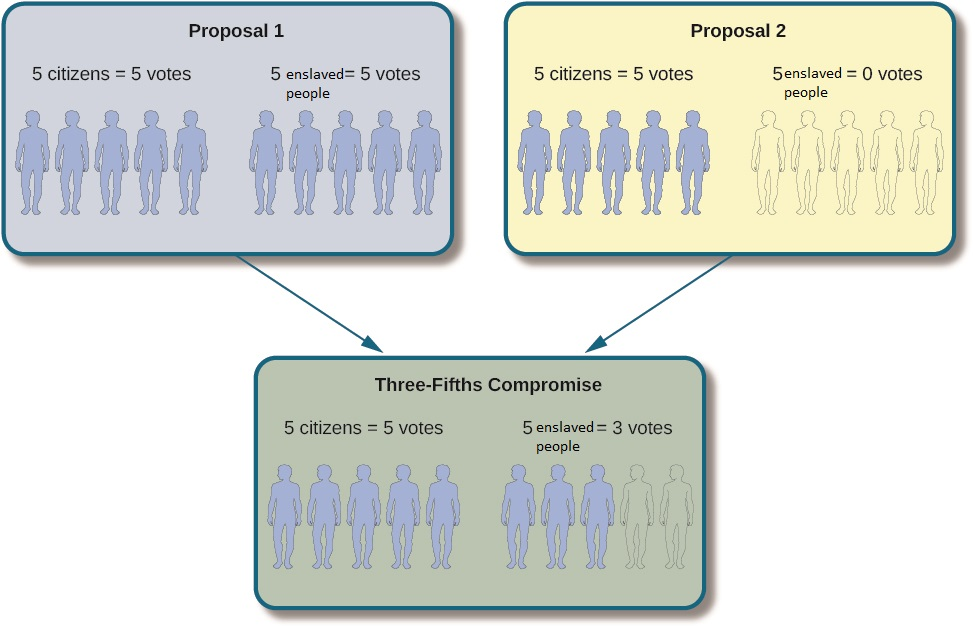 Proposal 1
5 citizens = 5 votes
5 enslaved= 5 votes
people
Proposal 2
5 citizens = 5 votes
5 enslaved = 0 votes
people
Three-Fifths Compromise
5 citizens = 5 votes
5 enslaved = 3 votes
people